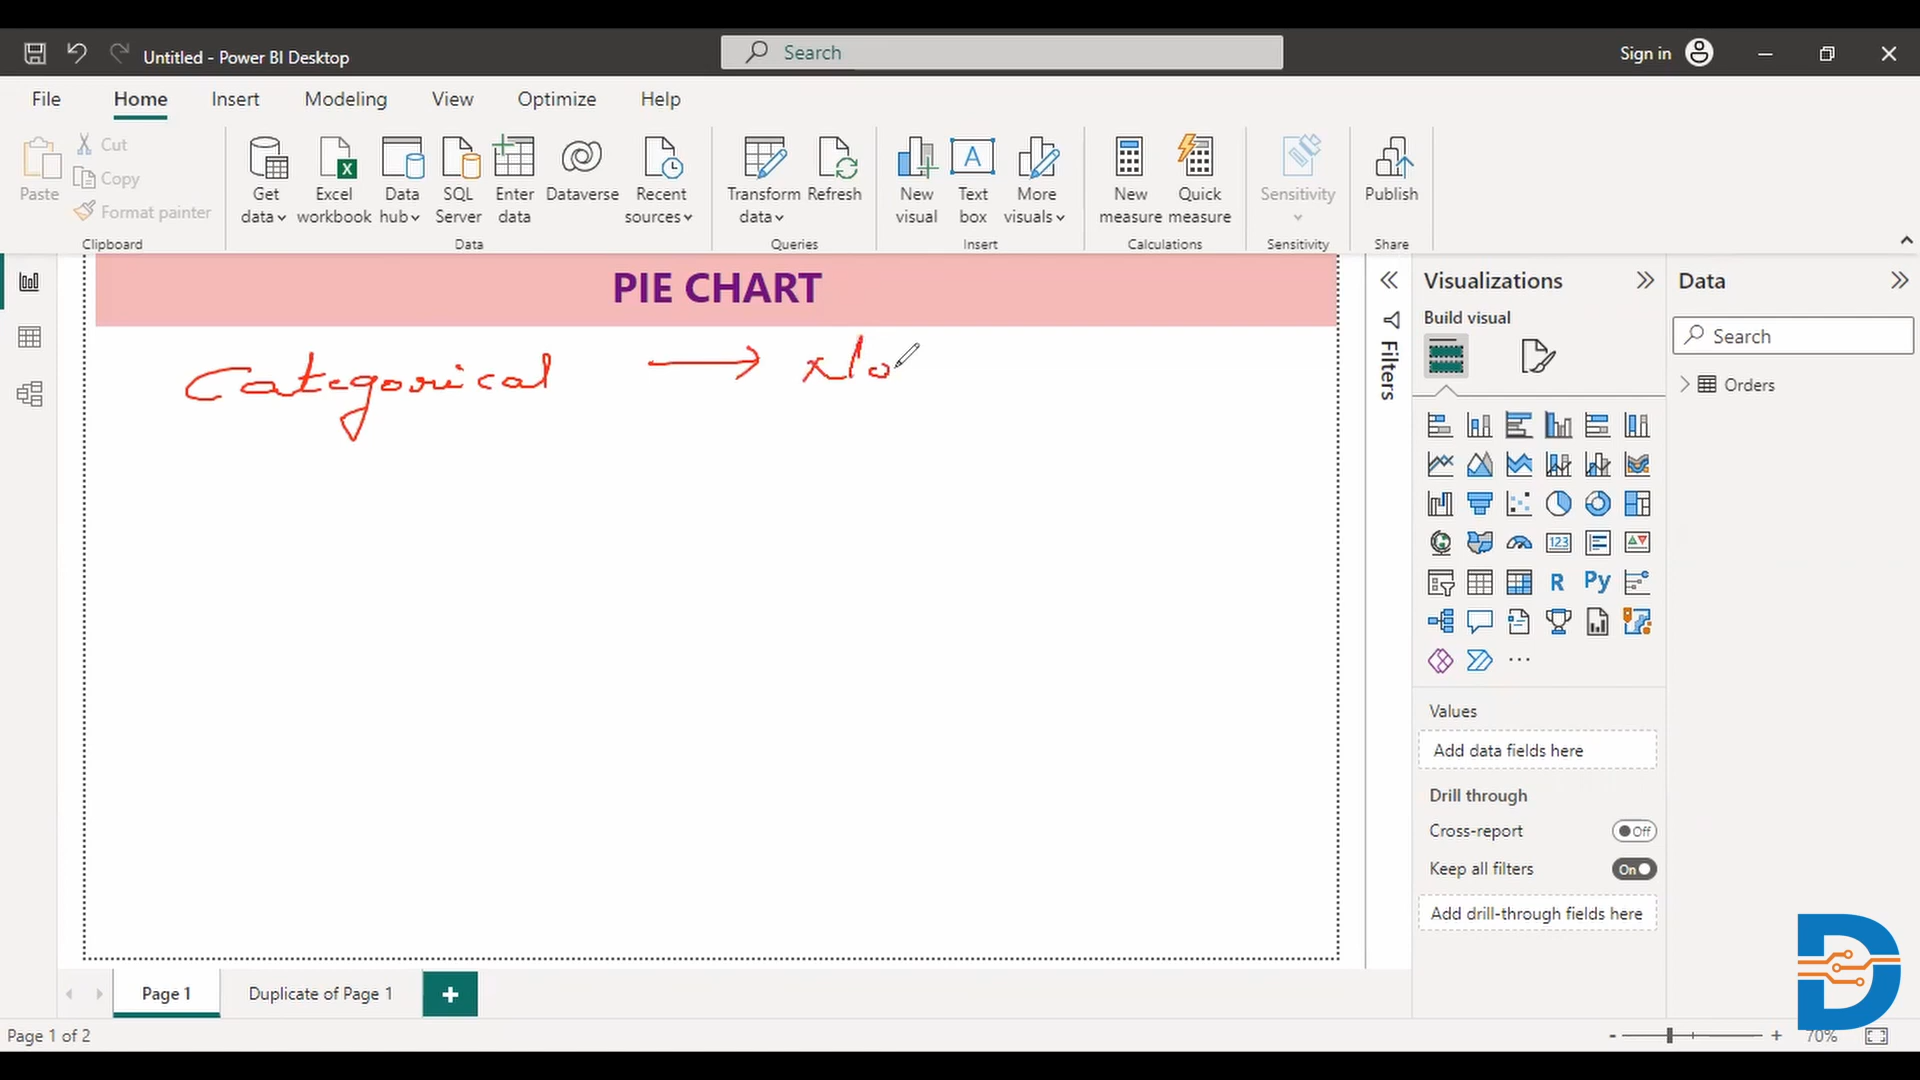 Untitled - Power BI Desktop
Search
Sign in
File Home Insert Modeling View Optimize Help
Paste
Cut
Copy
Format painter
Clipboard
Get data
Excel workbook
Data hub
SQL Server
Enter data
Dataverse
Recent sources
Data
Transform data
Refresh
Queries
New visual
Text box
More visuals
Insert
New measure
Quick measure
Calculations
Sensitivity
Sensitivity
Publish
Share
PIE CHART
Categorical → No
Filters
Visualizations
Build visual
123
R
Py
Values
Add data fields here
Drill through
Cross-report
Off
Keep all filters
On
Add drill-through fields here
Data
Search
Orders
Page 1
Duplicate of Page 1
+
Page 1 of 2
- + 70%
D